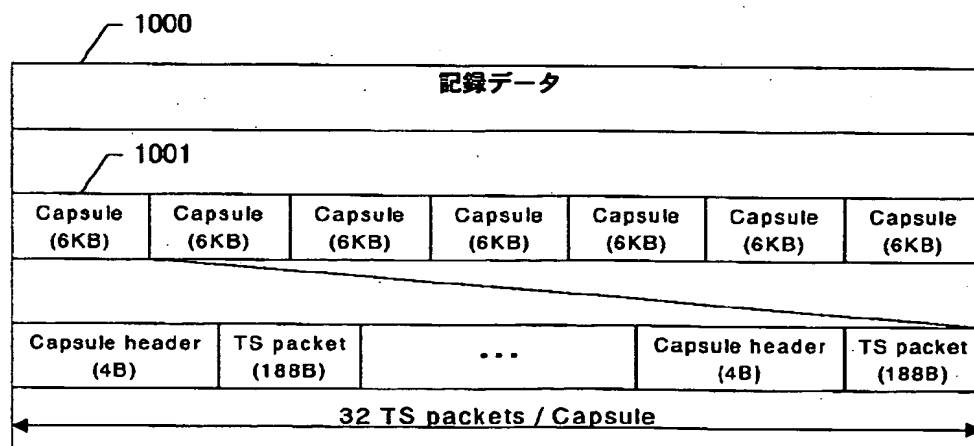 1000
記録データ
1001
Capsule Capsule Capsule Capsule Capsule Capsule Capsule
(6KB) (6KB) (6KB) (6KB) (6KB) (6KB) (6KB)
Capsule header TS packet ... Capsule header TS packet
(4B) (188B) (4B) (188B)
32 TS packets / Capsule